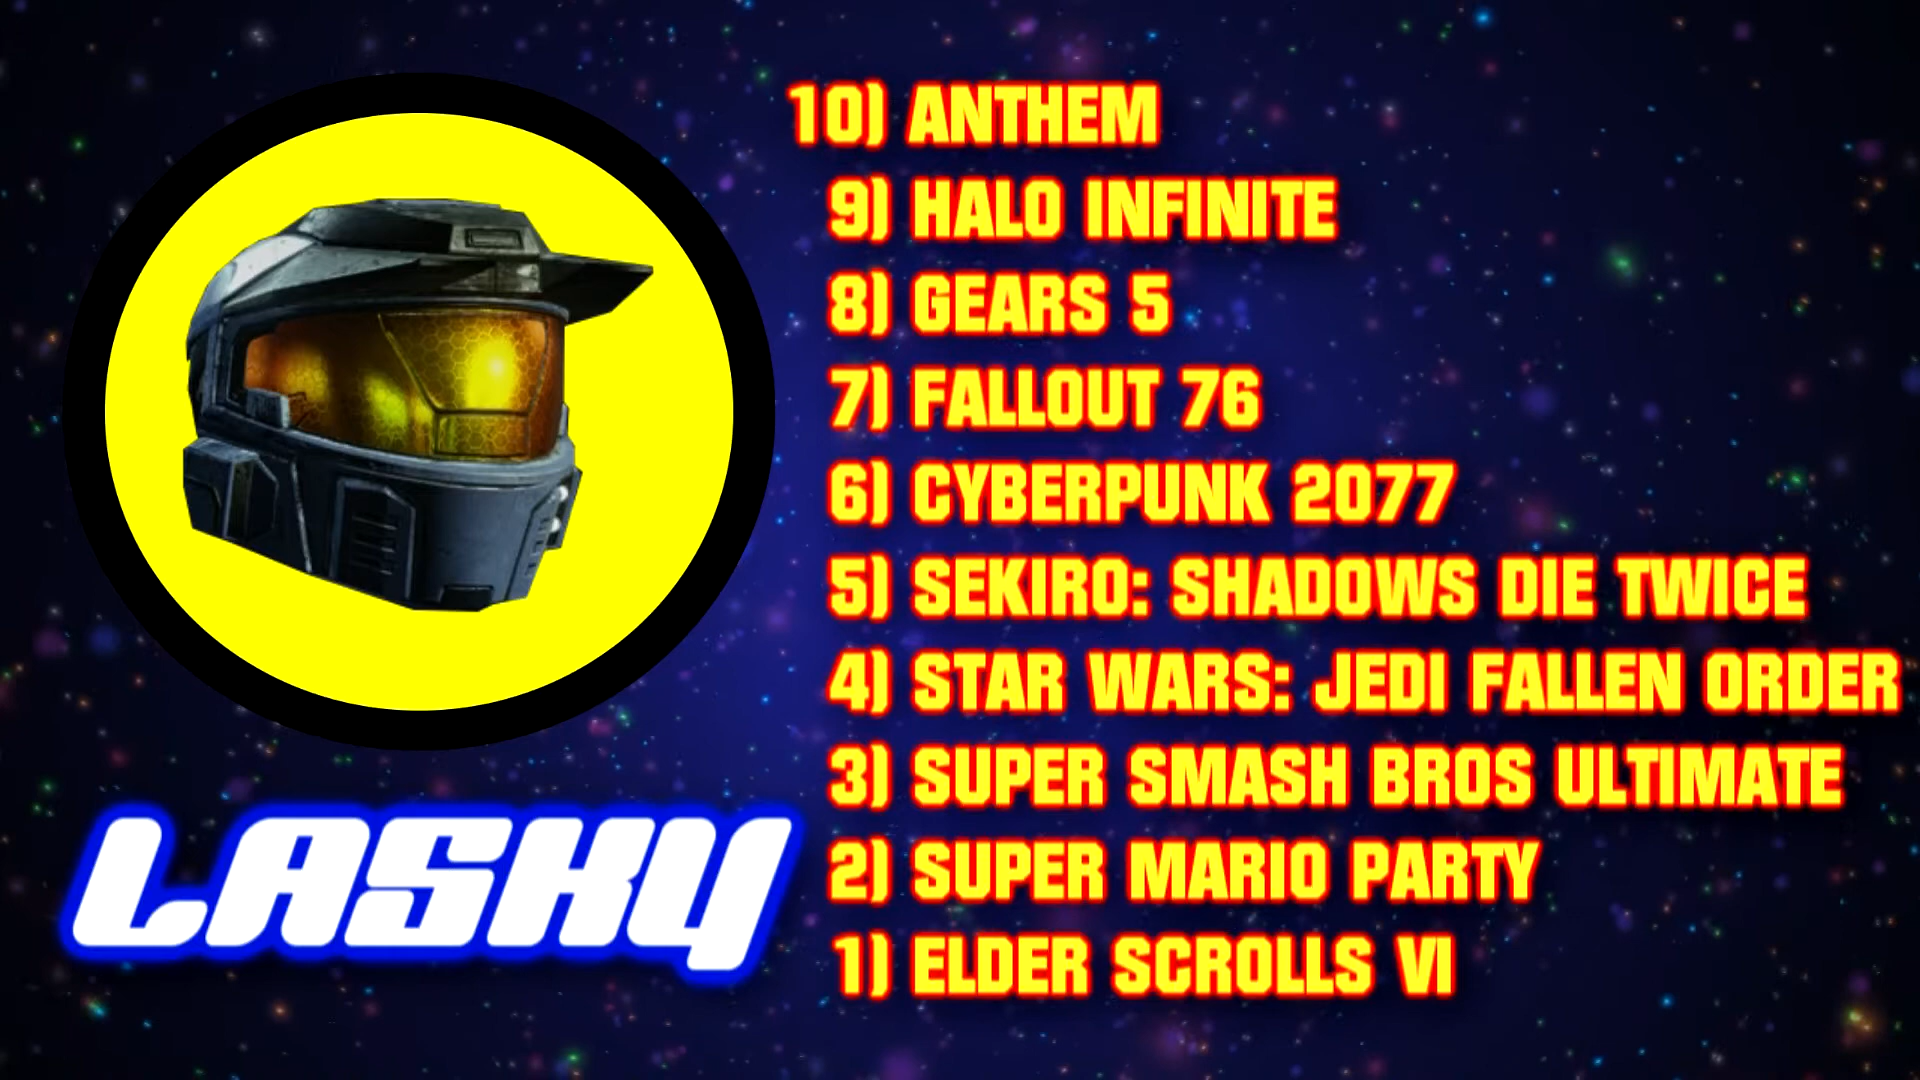 10) ANTHEM
9) HALO INFINITE
8) GEARS 5
7) FALLOUT 76
6) CYBERPUNK 2077
5) SEKIRO: SHADOWS DIE TWICE
4) STAR WARS: JEDI FALLEN ORDER
3) SUPER SMASH BROS ULTIMATE
2) SUPER MARIO PARTY
1) ELDER SCROLLS VI
LASKY